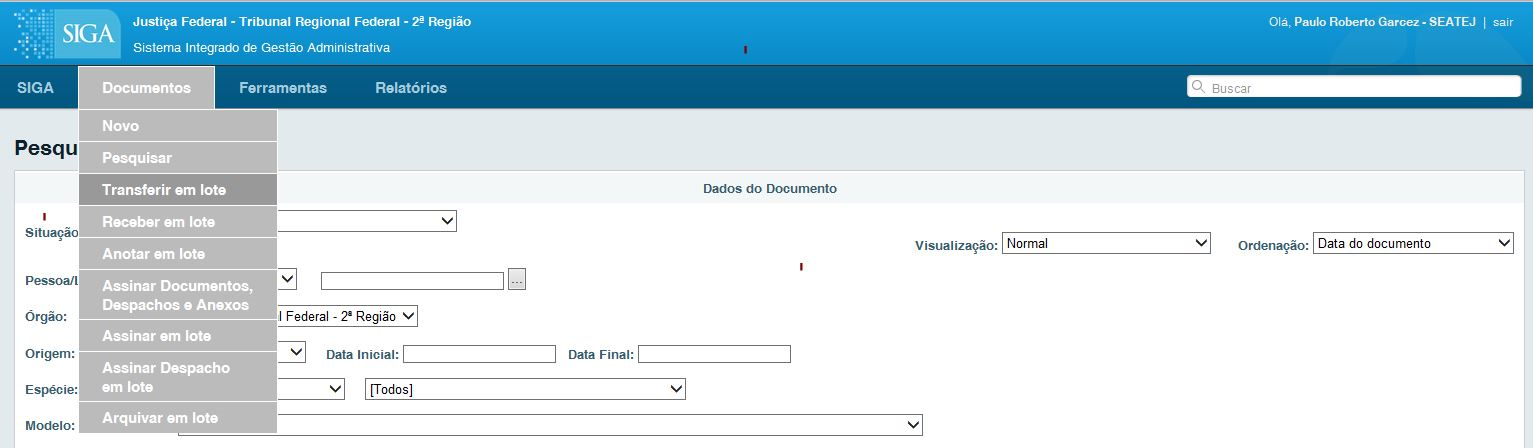 SIGA
Justiça Federal - Tribunal Regional Federal - 2ª Região
Sistema Integrado de Gestão Administrativa
Olá, Paulo Roberto Garcez - SEATEJ | sair
SIGA Documentos Ferramentas Relatórios
Buscar
Novo
Pesquisar
Transferir em lote
Receber em lote
Anotar em lote
Assinar Documentos,
Despachos e Anexos
Assinar em lote
Assinar Despacho
em lote
Arquivar em lote
Pesqu
Dados do Documento
Situação
Visualização: Normal Ordenação: Data do documento
Pessoa/L ...
Órgão: al Federal - 2ª Região
Origem: Data Inicial: Data Final:
Espécie: [Todos]
Modelo: